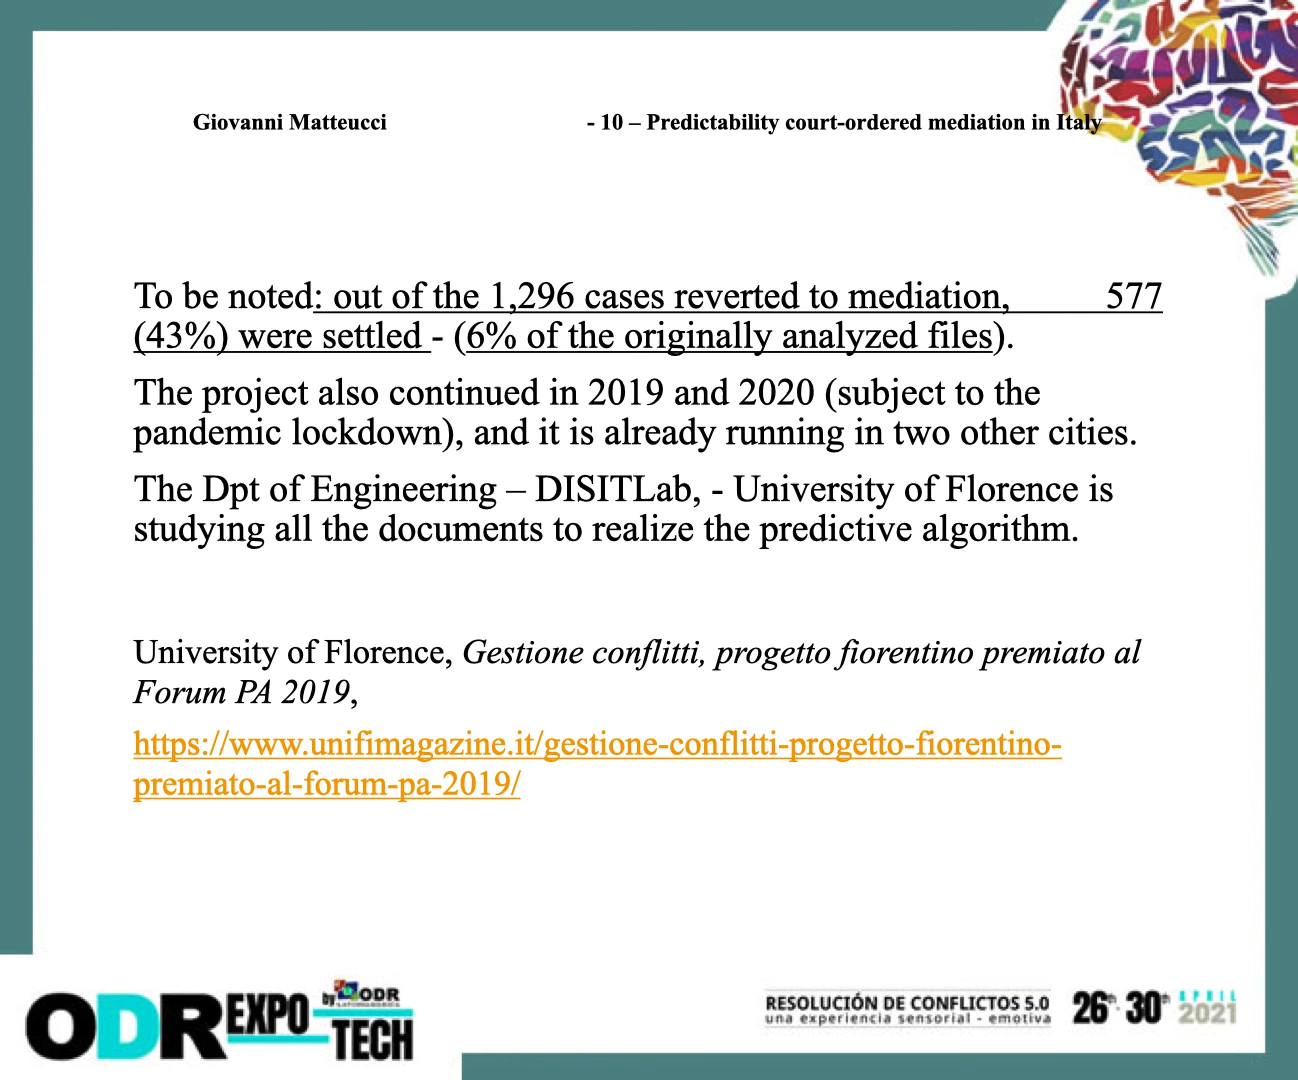 Giovanni Matteucci - 10 – Predictability court-ordered mediation in Italy
To be noted: out of the 1,296 cases reverted to mediation, 577
(43%) were settled - (6% of the originally analyzed files).
The project also continued in 2019 and 2020 (subject to the
pandemic lockdown), and it is already running in two other cities.
The Dpt of Engineering – DISITLab, - University of Florence is
studying all the documents to realize the predictive algorithm.
University of Florence, Gestione conflitti, progetto fiorentino premiato al
Forum PA 2019,
https://www.unifimagazine.it/gestione-conflitti-progetto-fiorentino-
premiato-al-forum-pa-2019/
ODR EXPO TECH
by ODR
RESOLUCIÓN DE CONFLICTOS 5.0
una experiencia sensorial - emotiva
26th - 30th APRIL 2021